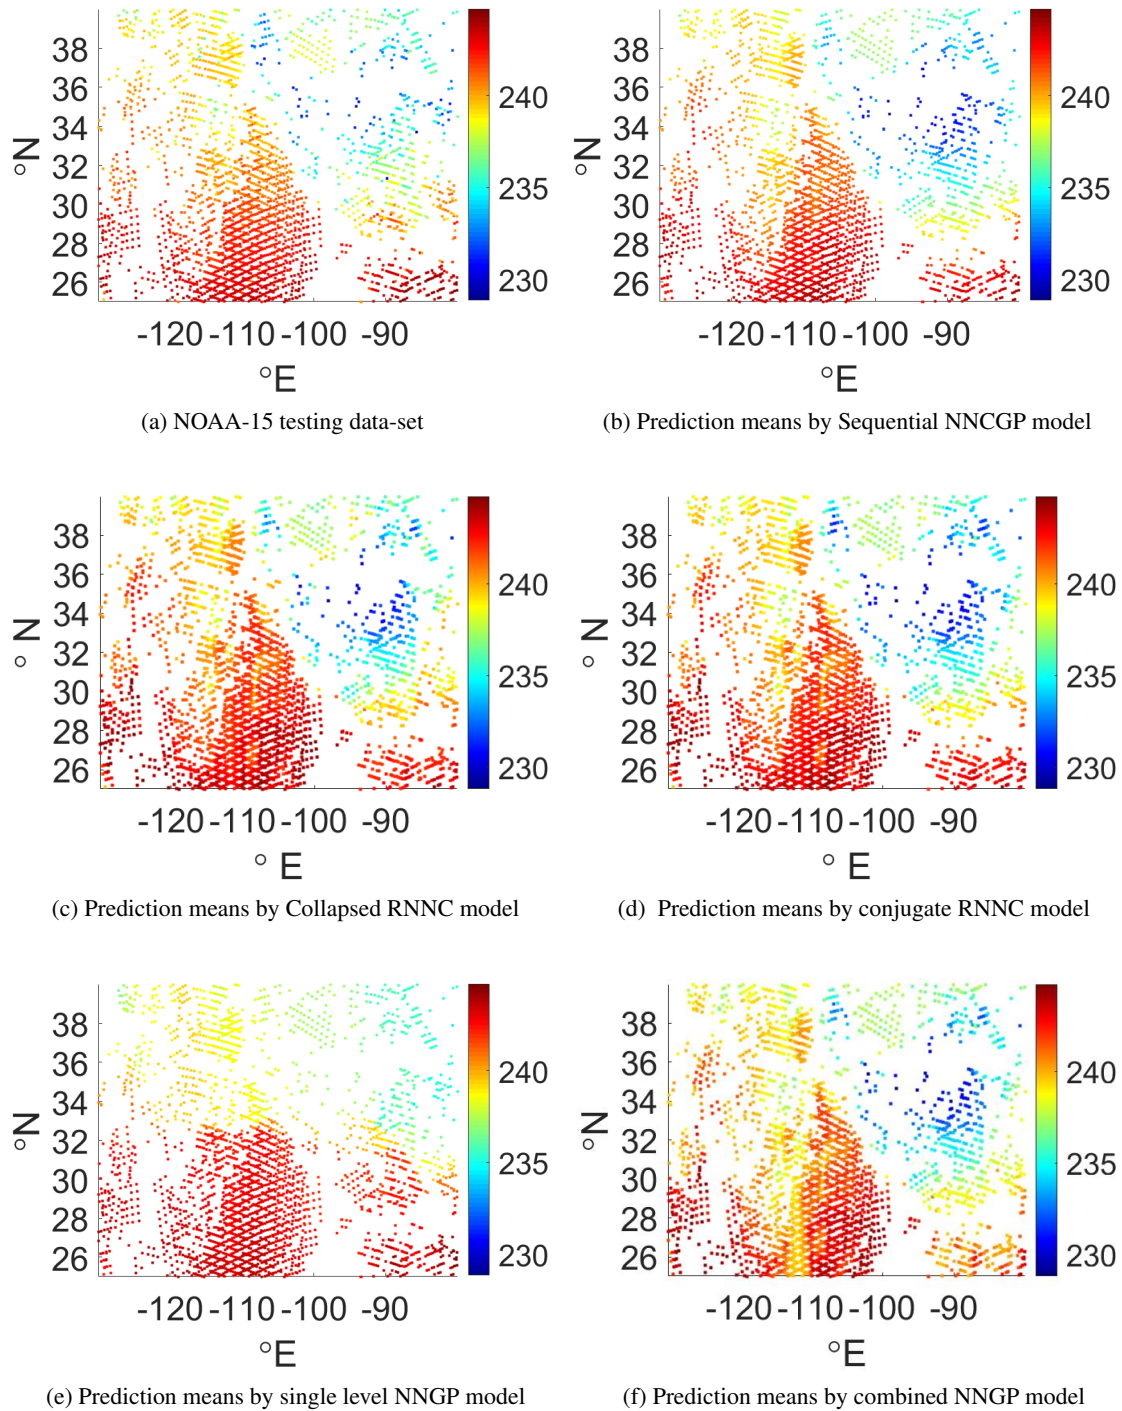 38
36
34
32
30
28
26
°N
-120 -110 -100 -90
°E
240
235
230
(a) NOAA-15 testing data-set
38
36
34
32
30
28
26
°N
-120 -110 -100 -90
°E
240
235
230
(b) Prediction means by Sequential NNCGP model
38
36
34
32
30
28
26
° N
-120 -110 -100 -90
° E
240
235
230
(c) Prediction means by Collapsed RNNC model
38
36
34
32
30
28
26
° N
-120 -110 -100 -90
° E
240
235
230
(d) Prediction means by conjugate RNNC model
38
36
34
32
30
28
26
°N
-120 -110 -100 -90
°E
240
235
230
(e) Prediction means by single level NNGP model
38
36
34
32
30
28
26
°N
-120 -110 -100 -90
°E
240
235
230
(f) Prediction means by combined NNGP model